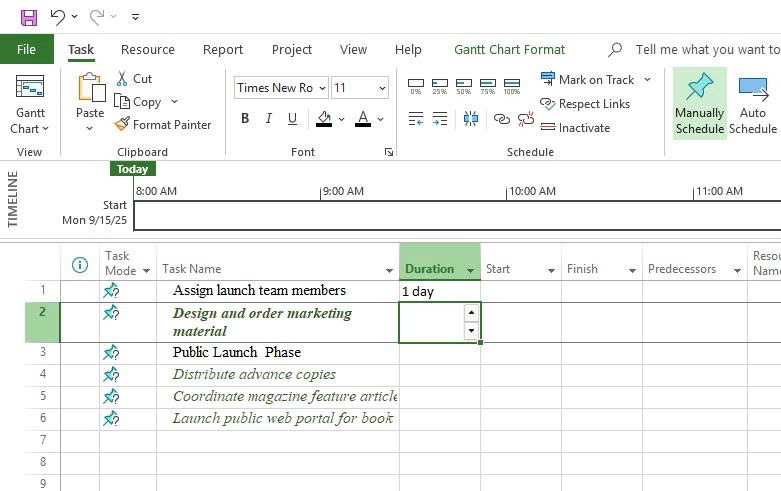 File Task Resource Report Project View Help Gantt Chart Format Tell me what you want to
Gantt Chart
Paste
Cut
Copy
Format Painter
Times New Ro 11
B I U A
0% 25% 50% 75% 100%
Mark on Track
Respect Links
Inactivate
Manually Schedule
Auto Schedule
View Clipboard Font Schedule
TIMELINE
Today
8:00 AM 9:00 AM 10:00 AM 11:00 AM
Start
Mon 9/15/25
Task Mode Task Name Duration Start Finish Predecessors Resou Name
1 Assign launch team members 1 day
2 Design and order marketing
material
3 Public Launch  Phase
4 Distribute advance copies
5 Coordinate magazine feature article
6 Launch public web portal for book
7
8
9